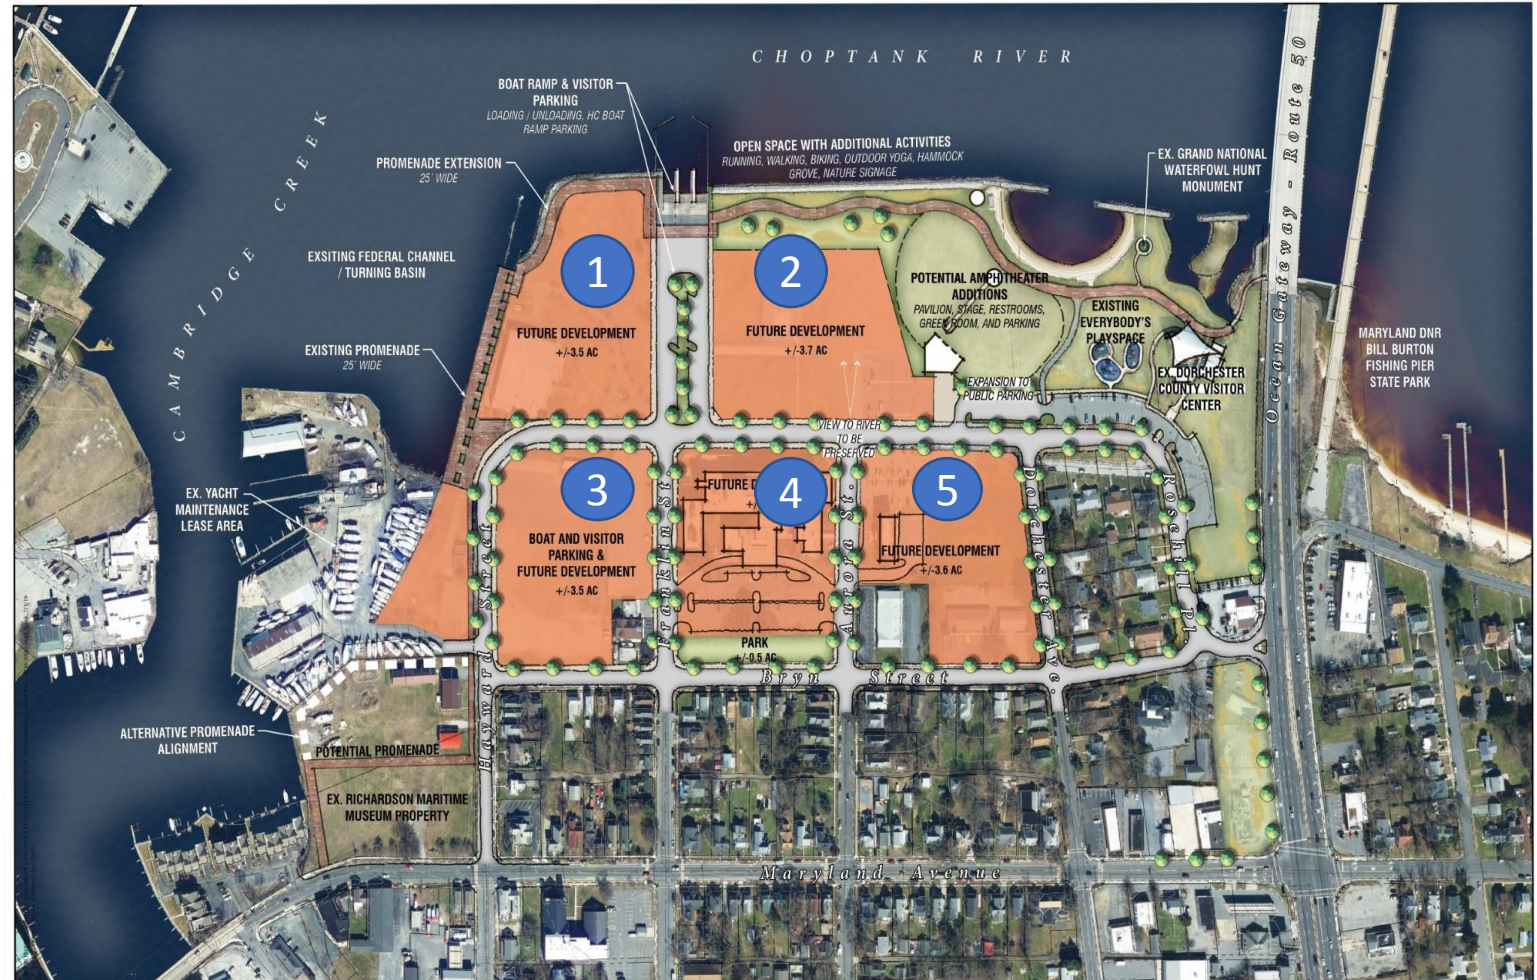 CHOPTANK RIVER
BOAT RAMP & VISITOR
PARKING
LOADING / UNLOADING, HC BOAT
RAMP PARKING
OPEN SPACE WITH ADDITIONAL ACTIVITIES
RUNNING, WALKING, BIKING, OUTDOOR YOGA, HAMMOCK
GROVE, NATURE SIGNAGE
PROMENADE EXTENSION
25' WIDE
EX. GRAND NATIONAL
WATERFOWL HUNT
MONUMENT
Ocean Gateway - Route 50
CAMBRIDGE CREEK
EXSITING FEDERAL CHANNEL
/ TURNING BASIN
1
FUTURE DEVELOPMENT
+/-3.5 AC
2
FUTURE DEVELOPMENT
+/-3.7 AC
POTENTIAL AMPHITHEATER
ADDITIONS
PAVILION, STAGE, RESTROOMS,
GREEN ROOM, AND PARKING
EXISTING
EVERYBODY'S
PLAYSPACE
EX. DORCHESTER
COUNTY VISITOR
CENTER
MARYLAND DNR
BILL BURTON
FISHING PIER
STATE PARK
EXISTING PROMENADE
25' WIDE
EXPANSION TO
PUBLIC PARKING
VIEW TO RIVER
TO BE
PRESERVED
EX. YACHT
MAINTENANCE
LEASE AREA
3
BOAT AND VISITOR
PARKING &
FUTURE DEVELOPMENT
+/-3.5 AC
4
FUTURE
PARK
+/-0.5 AC
5
FUTURE DEVELOPMENT
+/-3.6 AC
Hayward Street
Franklin St.
Aurora St.
Dorchester Ave.
Rosehill Pl.
Bryn Street
ALTERNATIVE PROMENADE
ALIGNMENT
POTENTIAL PROMENADE
EX. RICHARDSON MARITIME
MUSEUM PROPERTY
Maryland Avenue